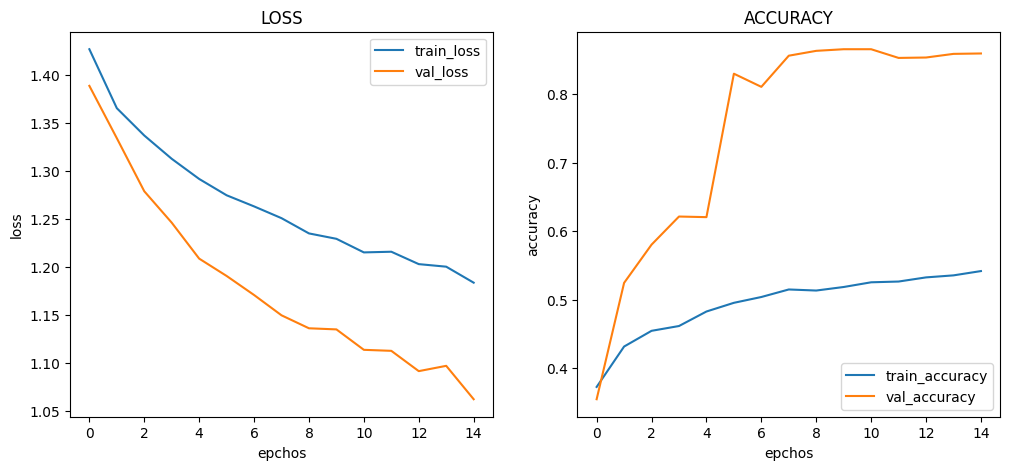 LOSS
train_loss
val_loss
1.40
1.35
1.30
1.25
1.20
1.15
1.10
1.05
loss
0 2 4 6 8 10 12 14
epchos
ACCURACY
0.8
0.7
0.6
0.5
0.4
accuracy
train_accuracy
val_accuracy
0 2 4 6 8 10 12 14
epchos